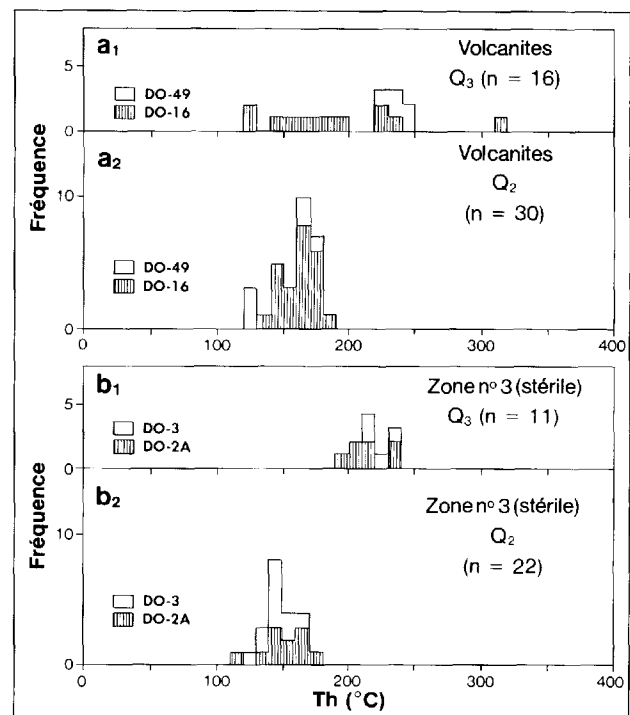 a₁
Volcanites
Q₃ (n = 16)
DO-49
DO-16
5
0
a₂
Volcanites
Q₂
(n = 30)
DO-49
DO-16
10
0
Fréquence
0 100 200 300 400
b₁
Zone nº 3 (stérile)
Q₃ (n = 11)
DO-3
DO-2A
5
0
b₂
Zone nº 3 (stérile)
Q₂
(n = 22)
DO-3
DO-2A
10
0
Fréquence
0 100 200 300 400
Th (°C)